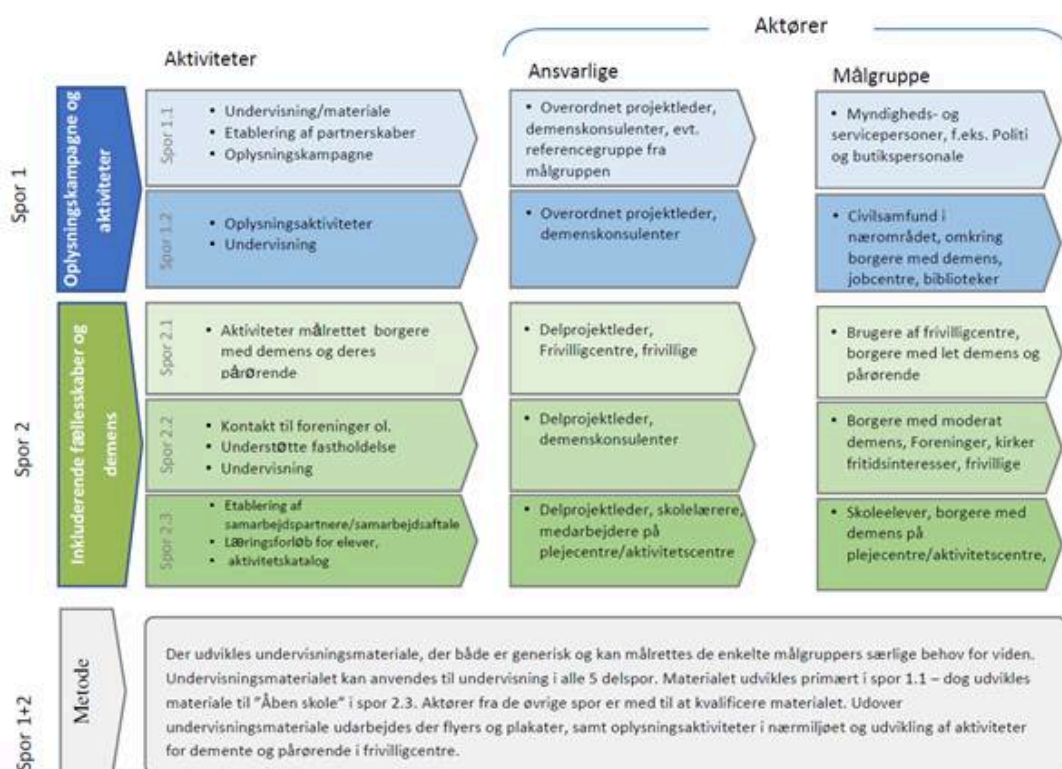 Aktører
Aktiviteter
Ansvarlige
Målgruppe
Spor 1
Oplysningskampagne og
aktiviteter
Spor 1.1
• Undervisning/materiale
• Etablering af partnerskaber
• Oplysningskampagne
• Overordnet projektleder,
demenskonsulenter, evt.
referencegruppe fra
målgruppen
• Myndigheds- og
servicepersoner, f.eks. Politi
og butikspersonale
Spor 1.2
• Oplysningsaktiviteter
• Undervisning
• Overordnet projektleder,
demenskonsulenter
• Civilsamfund i
nærområdet, omkring
borgere med demens,
jobcentre, biblioteker
Spor 2
Inkluderende fællesskaber og
demens
Spor 2.1
• Aktiviteter målrettet borgere
med demens og deres
pårørende
• Delprojektleder,
Frivilligcentre, frivillige
• Brugere af frivilligcentre,
borgere med let demens og
pårørende
Spor 2.2
• Kontakt til foreninger ol.
• Understøtte fastholdelse
• Undervisning
• Delprojektleder,
demenskonsulenter
• Borgere med moderat
demens, Foreninger, kirker
fritidsinteresser, frivillige
Spor 2.3
• Etablering af
samarbejdspartnere/samarbejdsaftale
• Læringsforløb for elever,
• aktivitetskatalog
• Delprojektleder, skolelærere,
medarbejdere på
plejecentre/aktivitetscentre
• Skoleelever, borgere med
demens på
plejecentre/aktivitetscentre,
Spor 1+2
Metode
Der udvikles undervisningsmateriale, der både er generisk og kan målrettes de enkelte målgruppers særlige behov for viden.
Undervisningsmaterialet kan anvendes til undervisning i alle 5 delspor. Materialet udvikles primært i spor 1.1 – dog udvikles
materiale til "Åben skole" i spor 2.3. Aktører fra de øvrige spor er med til at kvalificere materialet. Udover
undervisningsmateriale udarbejdes der flyers og plakater, samt oplysningsaktiviteter i nærmiljøet og udvikling af aktiviteter
for demente og pårørende i frivilligcentre.